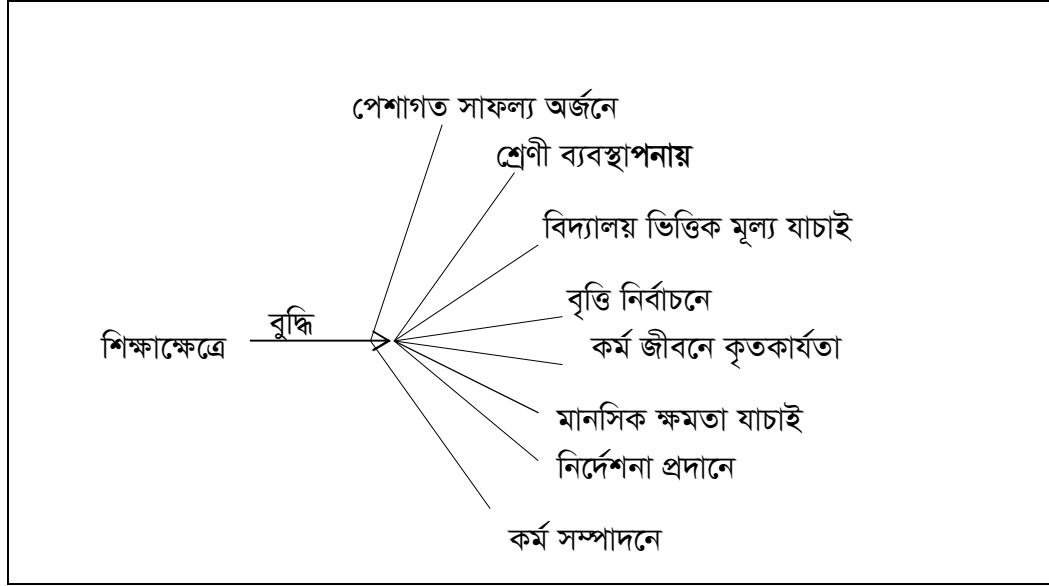 পেশাগত সাফল্য অর্জনে
শ্রেণী ব্যবস্থাপনায়
বিদ্যালয় ভিত্তিক মূল্য যাচাই
বৃত্তি নির্বাচনে
বুদ্ধি
শিক্ষাক্ষেত্রে
কর্ম জীবনে কৃতকার্যতা
মানসিক ক্ষমতা যাচাই
নির্দেশনা প্রদানে
কর্ম সম্পাদনে